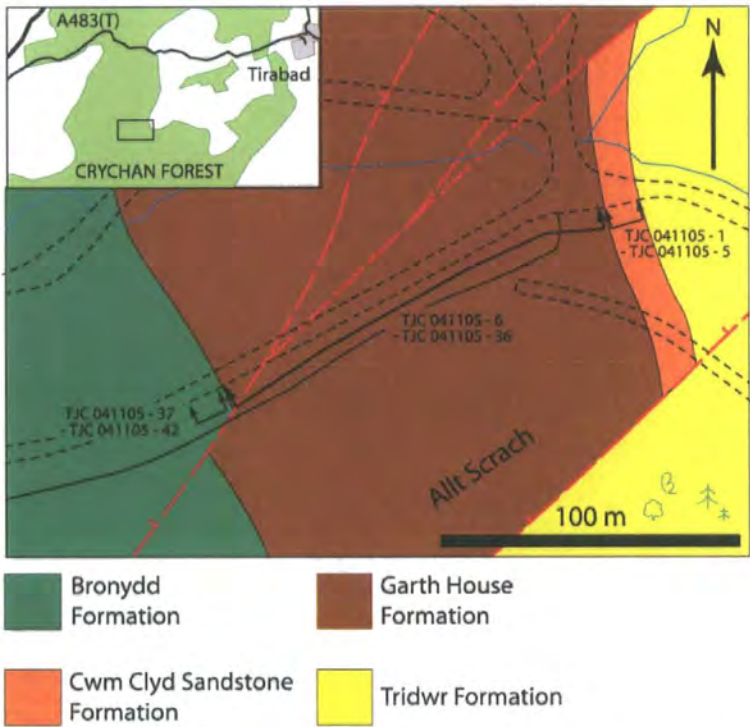 A483(T)
Tirabad
CRYCHAN FOREST
N
TJC 041105 - 1
- TJC 041105 - 5
TJC 041105 - 6
- TJC 041105 - 36
TJC 041105 - 37
- TJC 041105 - 42
Allt Scrach
100 m
Bronydd
Formation
Garth House
Formation
Cwm Clyd Sandstone
Formation
Tridwr Formation